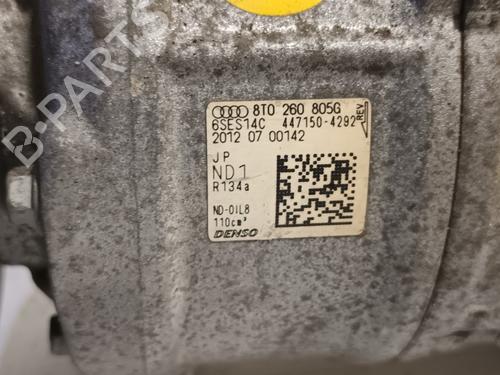 8T0 260 805G
6SES14C 447150-4292
REV
2012 07 00142
JP
ND1
R134a
ND-OIL8
110cm³
DENSO
B-PARTS